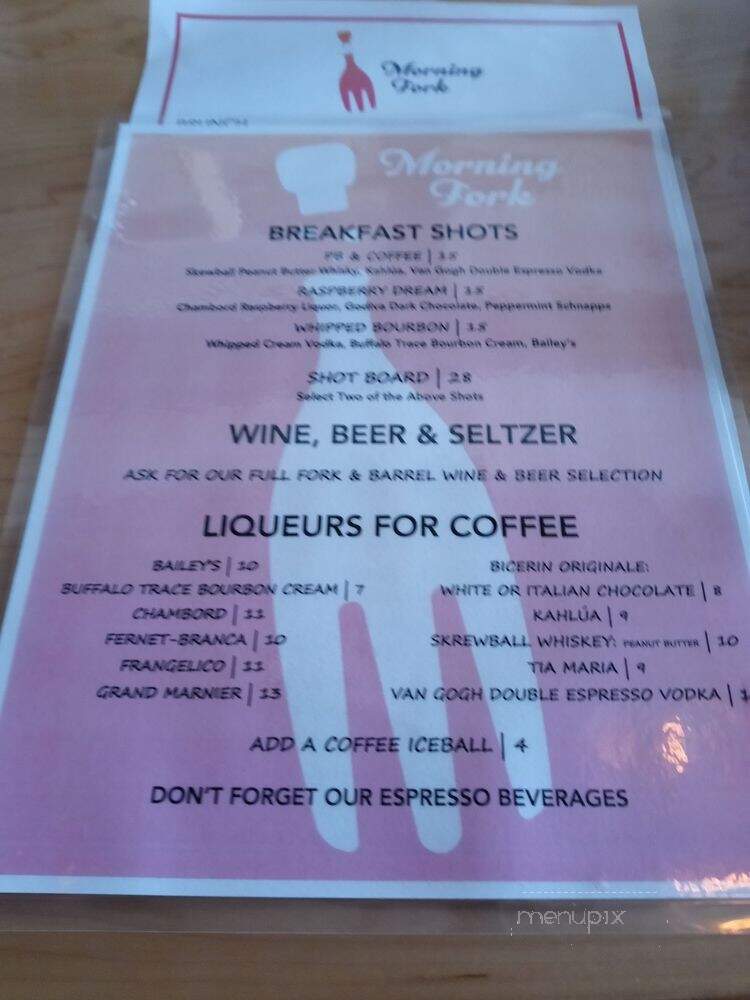 Morning
Fork
BRUNCH
Morning
Fork
BREAKFAST SHOTS
PB & COFFEE | 15
Skrewball Peanut Butter Whisky, Kahlúa, Van Gogh Double Espresso Vodka
RASPBERRY DREAM | 15
Chambord Raspberry Liquor, Godiva Dark Chocolate, Peppermint Schnapps
WHIPPED BOURBON | 15
Whipped Cream Vodka, Buffalo Trace Bourbon Cream, Bailey's
SHOT BOARD | 28
Select Two of the Above Shots
WINE, BEER & SELTZER
ASK FOR OUR FULL FORK & BARREL WINE & BEER SELECTION
LIQUEURS FOR COFFEE
BAILEY'S | 10
BUFFALO TRACE BOURBON CREAM | 7
CHAMBORD | 11
FERNET-BRANCA | 10
FRANGELICO | 11
GRAND MARNIER | 13
BICERIN ORIGINALE:
WHITE OR ITALIAN CHOCOLATE | 8
KAHLÚA | 9
SKREWBALL WHISKEY: PEANUT BUTTER | 10
TIA MARIA | 9
VAN GOGH DOUBLE ESPRESSO VODKA |
ADD A COFFEE ICEBALL | 4
DON'T FORGET OUR ESPRESSO BEVERAGES
menupix